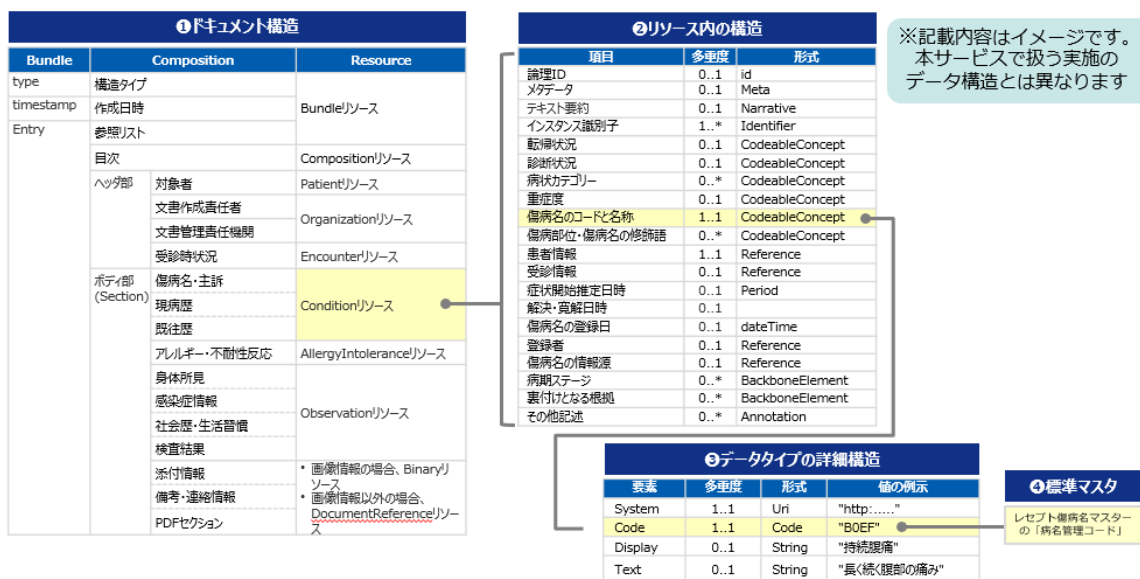 ❶ドキュメント構造
Bundle Composition Resource
type 構造タイプ Bundleリソース
timestamp 作成日時
Entry 参照リスト
目次 Compositionリソース
ヘッダ部 対象者 Patientリソース
文書作成責任者 Organizationリソース
文書管理責任機関
受診時状況 Encounterリソース
ボディ部
(Section)
傷病名・主訴 Conditionリソース
現病歴
既往歴
アレルギー・不耐性反応 AllergyIntoleranceリソース
身体所見 Observationリソース
感染症情報
社会歴・生活習慣
検査結果
添付情報
備考・連絡情報
PDFセクション
• 画像情報の場合、Binaryリ
ソース
• 画像情報以外の場合、
DocumentReferenceリソー
ス
❷リソース内の構造
項目 多重度 形式
論理ID 0..1 id
メタデータ 0..1 Meta
テキスト要約 0..1 Narrative
インスタンス識別子 1..* Identifier
転帰状況 0..1 CodeableConcept
診断状況 0..1 CodeableConcept
病状カテゴリー 0..* CodeableConcept
重症度 0..1 CodeableConcept
傷病名のコードと名称 1..1 CodeableConcept
傷病部位・傷病名の修飾語 0..* CodeableConcept
患者情報 1..1 Reference
受診情報 0..1 Reference
症状開始推定日時 0..1 Period
解決・寛解日時 0..1
傷病名の登録日 0..1 dateTime
登録者 0..1 Reference
傷病名の情報源 0..1 Reference
病期ステージ 0..* BackboneElement
裏付けとなる根拠 0..* BackboneElement
その他記述 0..* Annotation
※記載内容はイメージです。
本サービスで扱う実施の
データ構造とは異なります
❸データタイプの詳細構造
要素 多重度 形式 値の例示
System 1..1 Uri "http:....."
Code 1..1 Code "B0EF"
Display 0..1 String "持続腹痛"
Text 0..1 String "長く続く腹部の痛み"
❹標準マスタ
レセプト傷病名マスター
の「病名管理コード」